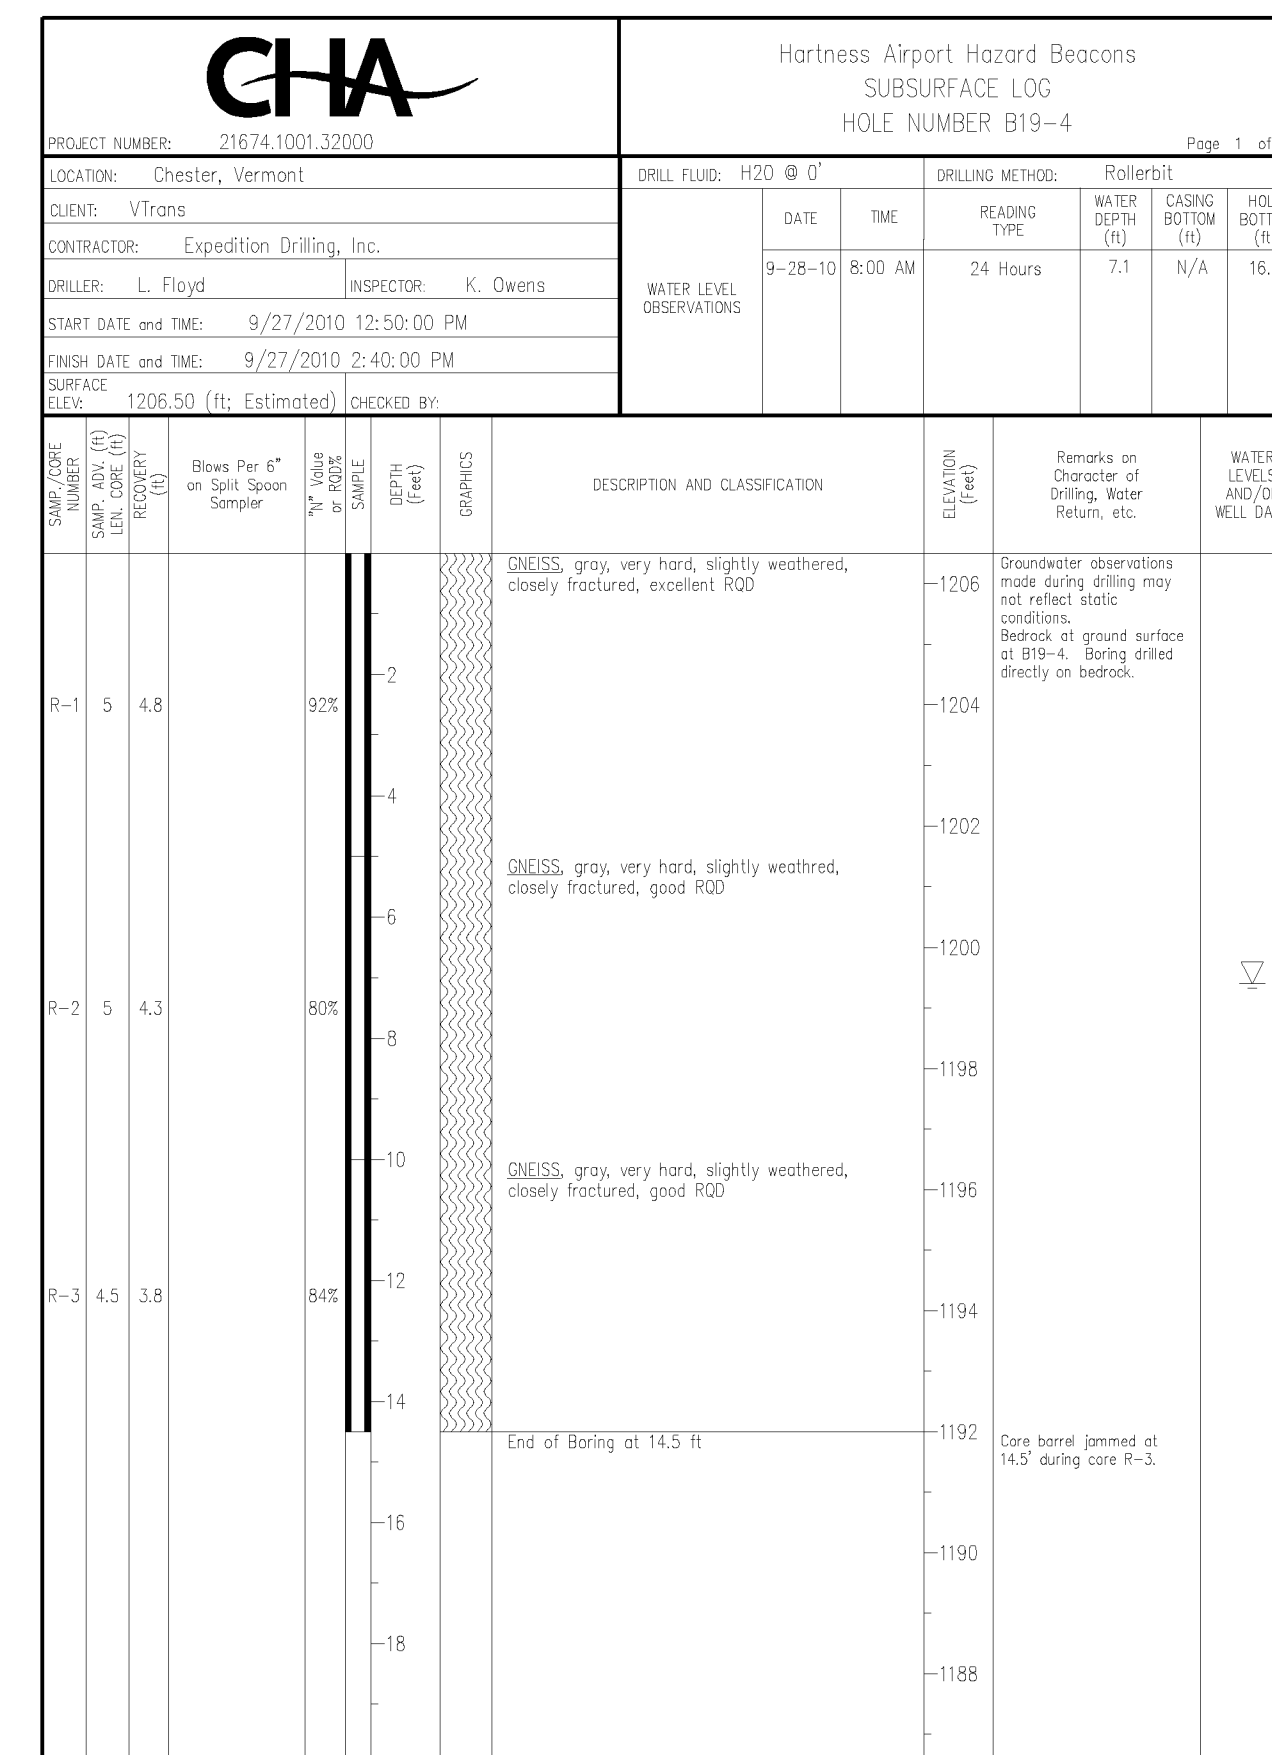 CHA
Hartness Airport Hazard Beacons
SUBSURFACE LOG
HOLE NUMBER B19-4
PROJECT NUMBER: 21674.1001.32000
Page 1 of
LOCATION: Chester, Vermont
CLIENT: VTrans
CONTRACTOR: Expedition Drilling, Inc.
DRILLER: L. Floyd INSPECTOR: K. Owens
START DATE and TIME: 9/27/2010 12:50:00 PM
FINISH DATE and TIME: 9/27/2010 2:40:00 PM
SURFACE
ELEV: 1206.50 (ft; Estimated) CHECKED BY:
DRILL FLUID: H2O @ 0' DRILLING METHOD: Rollerbit
WATER LEVEL
OBSERVATIONS
DATE
TIME
READING
TYPE
WATER
DEPTH
(ft)
CASING
BOTTOM
(ft)
9-28-10 8:00 AM 24 Hours 7.1 N/A 16.
SAMP./CORE
NUMBER
SAMP. ADV. (ft)
LEN. CORE (ft)
RECOVERY
(ft)
Blows Per 6"
on Split Spoon
Sampler
"N" Value
or RQD%
SAMPLE
DEPTH
(Feet)
GRAPHICS
DESCRIPTION AND CLASSIFICATION
ELEVATION
(Feet)
Remarks on
Character of
Drilling, Water
Return, etc.
WATER
LEVELS
AND/O
WELL DA
GNEISS, gray, very hard, slightly weathered,
closely fractured, excellent RQD
1206
Groundwater observations
made during drilling may
not reflect static
conditions.
Bedrock at ground surface
at B19-4. Boring drilled
directly on bedrock.
2
R-1 5 4.8 92%
1204
4
1202
GNEISS, gray, very hard, slightly weathred,
closely fractured, good RQD
6
1200
R-2 5 4.3 80%
8
1198
10
GNEISS, gray, very hard, slightly weathered,
closely fractured, good RQD
1196
12
R-3 4.5 3.8 84%
1194
14
1192
End of Boring at 14.5 ft
Core barrel jammed at
14.5' during core R-3.
16
1190
18
1188